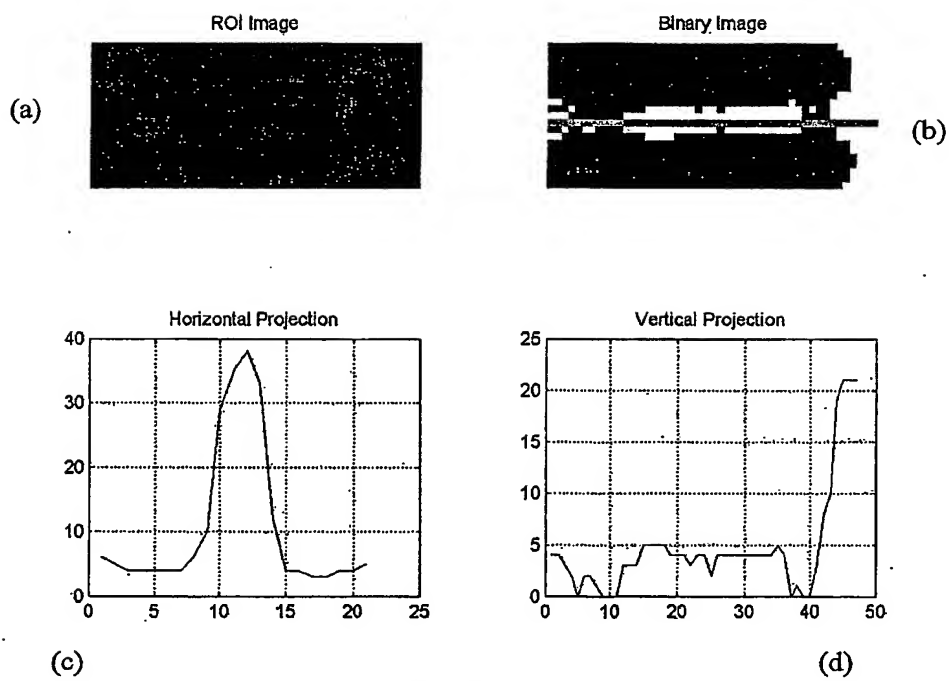 ROI Image
Binary Image
(a)
(b)
Horizontal Projection
Vertical Projection
40
30
20
10
0
0 5 10 15 20 25
25
20
15
10
5
0
0 10 20 30 40 50
(c)
(d)